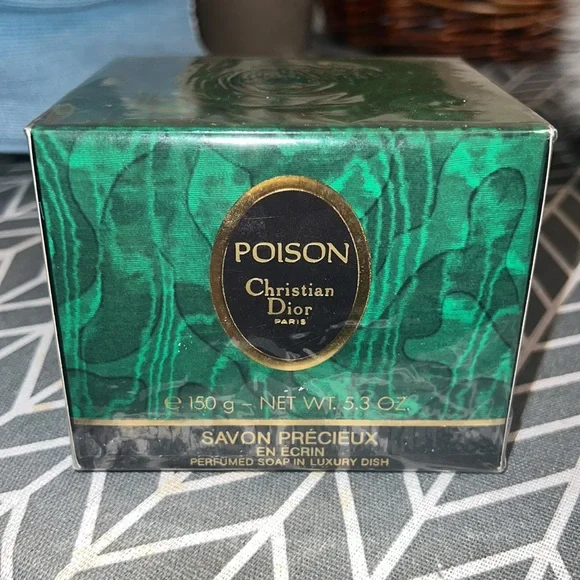 POISON
Christian
Dior
PARIS
℮ 150 g – NET WT. 5.3 OZ.
SAVON PRÉCIEUX
EN ÉCRIN
PERFUMED SOAP IN LUXURY DISH